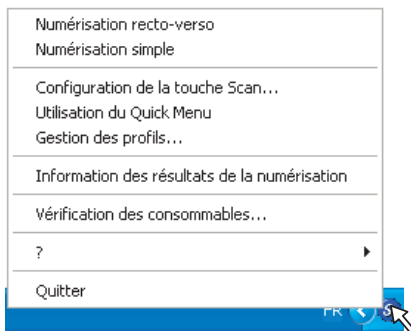 Numérisation recto-verso
Numérisation simple
Configuration de la touche Scan...
Utilisation du Quick Menu
Gestion des profils...
Information des résultats de la numérisation
Vérification des consommables...
?
Quitter
FR
S